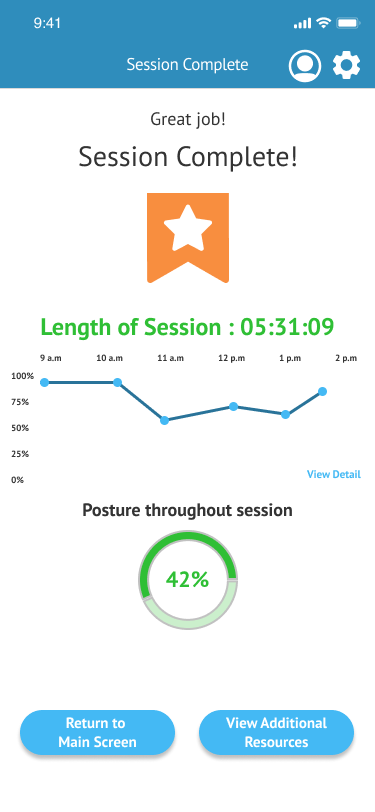 9:41
Session Complete
Great job!
Session Complete!
Length of Session : 05:31:09
9 a.m 10 a.m 11 a.m 12 p.m 1 p.m 2 p.m
100%
75%
50%
25%
0%
View Detail
Posture throughout session
42%
Return to
Main Screen
View Additional
Resources